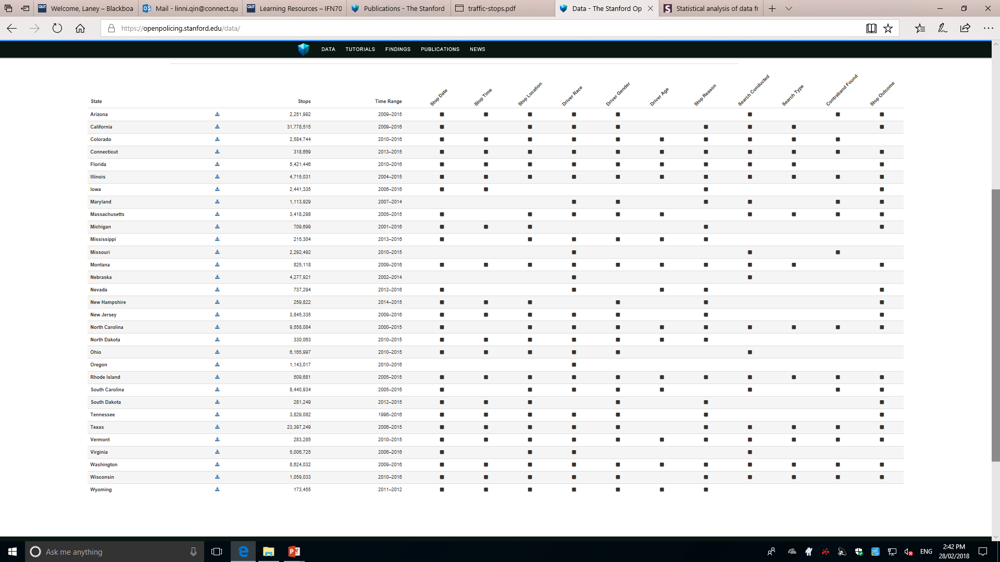 QUT Welcome, Laney – Blackboa
Mail - linni.qin@connect.qu
QUT Learning Resources – IFN70
Publications - The Stanford
traffic-stops.pdf
Data - The Stanford Op
S Statistical analysis of data fr
https://openpolicing.stanford.edu/data/
DATA TUTORIALS FINDINGS PUBLICATIONS NEWS
State Stops Time Range Stop Date Stop Time Stop Location Driver Race Driver Gender Driver Age Stop Reason Search Conducted Search Type Contraband Found Stop Outcome
Arizona 2,251,992 2009–2015
California 31,778,515 2009–2016
Colorado 2,584,744 2010–2016
Connecticut 318,669 2013–2015
Florida 5,421,446 2010–2016
Illinois 4,715,031 2004–2015
Iowa 2,441,335 2006–2016
Maryland 1,113,929 2007–2014
Massachusetts 3,418,298 2005–2015
Michigan 709,699 2001–2016
Mississippi 215,304 2013–2016
Missouri 2,292,492 2010–2015
Montana 825,118 2009–2016
Nebraska 4,277,921 2002–2014
Nevada 737,294 2012–2016
New Hampshire 259,822 2014–2015
New Jersey 3,845,335 2009–2016
North Carolina 9,558,084 2000–2015
North Dakota 330,063 2010–2015
Ohio 6,165,997 2010–2015
Oregon 1,143,017 2010–2016
Rhode Island 509,681 2005–2015
South Carolina 8,440,934 2005–2016
South Dakota 281,249 2012–2015
Tennessee 3,829,082 1996–2016
Texas 23,397,249 2006–2015
Vermont 283,285 2010–2015
Virginia 5,006,725 2006–2016
Washington 8,624,032 2009–2016
Wisconsin 1,059,033 2010–2016
Wyoming 173,455 2011–2012
Ask me anything
ENG
2:42 PM
28/02/2018